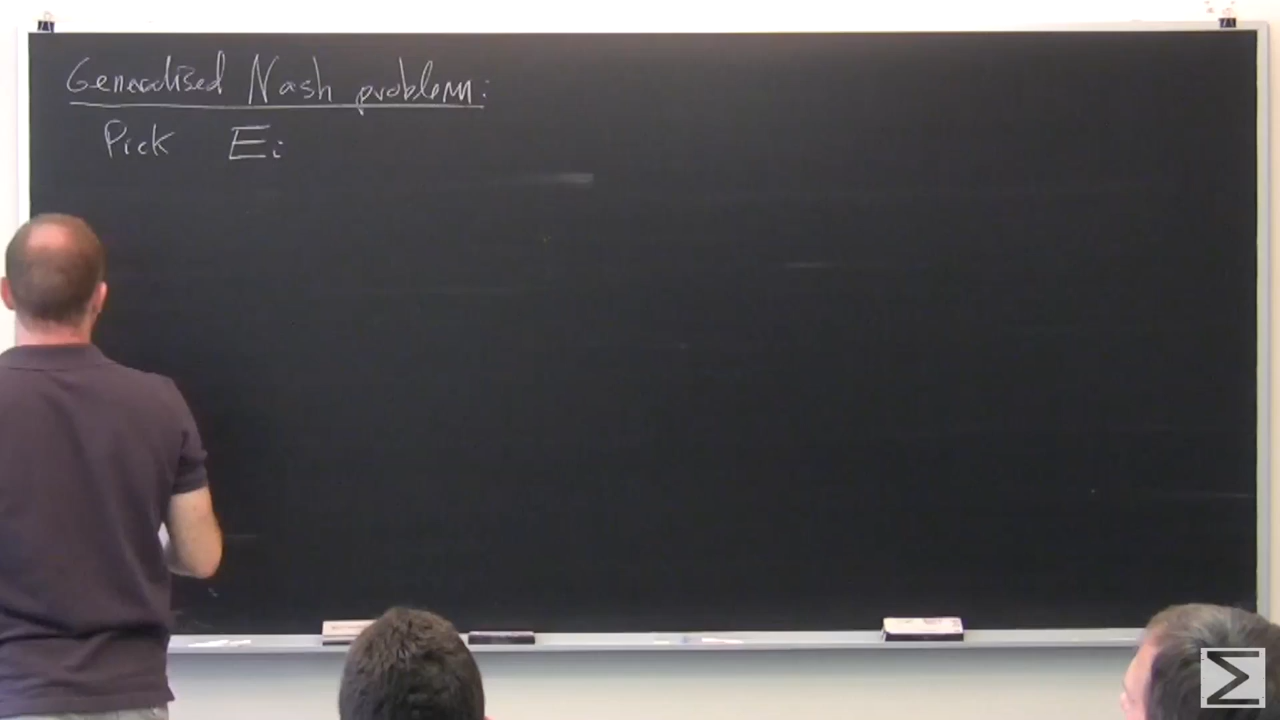 Generalised Nash problem:
Pick Ei
Σ